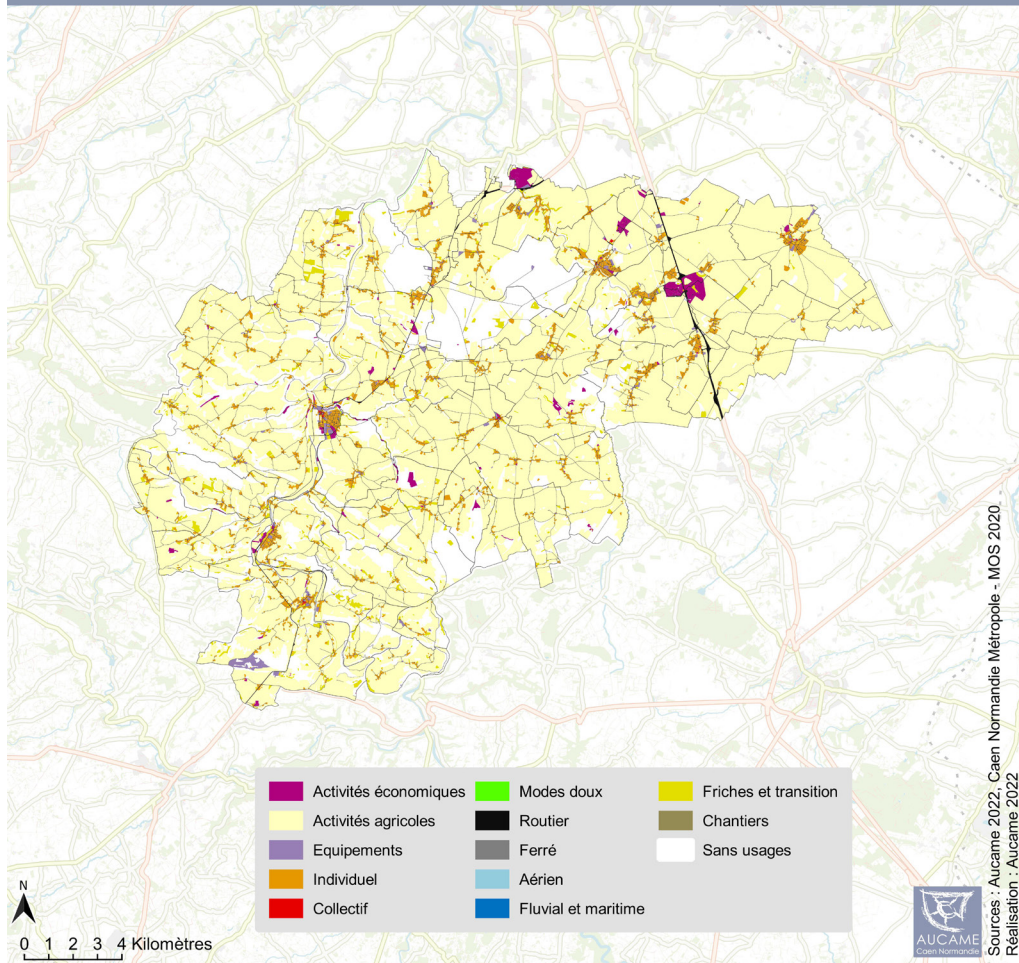 Activités économiques
Activités agricoles
Equipements
Individuel
Collectif
Modes doux
Routier
Ferré
Aérien
Fluvial et maritime
Friches et transition
Chantiers
Sans usages
N
0 1 2 3 4 Kilomètres
AUCAME
Caen Normandie
Sources : Aucame 2022, Caen Normandie Métropole - MOS 2020
Réalisation : Aucame 2022